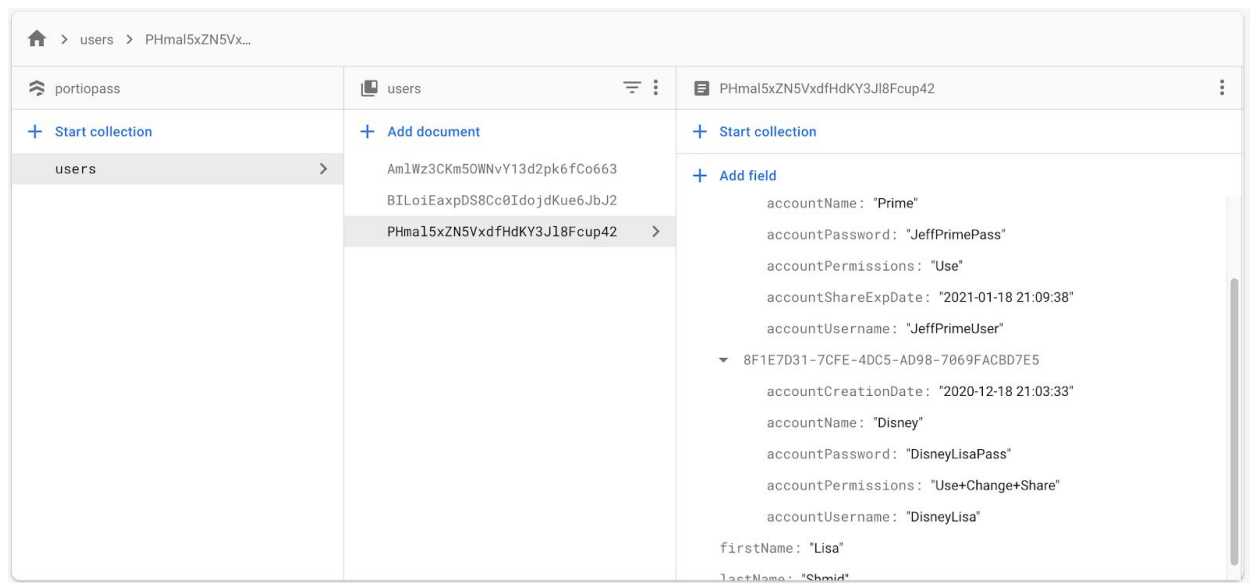 users > PHmal5xZN5Vx...
portiopass
users
PHmal5xZN5VxdfHdKY3Jl8Fcup42
+ Start collection
+ Add document
+ Start collection
users
AmlWz3CKm5OWNvY13d2pk6fCo663
BILoiEaxpDS8Cc0IdojdKue6JbJ2
PHmal5xZN5VxdfHdKY3Jl8Fcup42
+ Add field
accountName: "Prime"
accountPassword: "JeffPrimePass"
accountPermissions: "Use"
accountShareExpDate: "2021-01-18 21:09:38"
accountUsername: "JeffPrimeUser"
8F1E7D31-7CFE-4DC5-AD98-7069FACBD7E5
accountCreationDate: "2020-12-18 21:03:33"
accountName: "Disney"
accountPassword: "DisneyLisaPass"
accountPermissions: "Use+Change+Share"
accountUsername: "DisneyLisa"
firstName: "Lisa"
lastName: "Shmid"